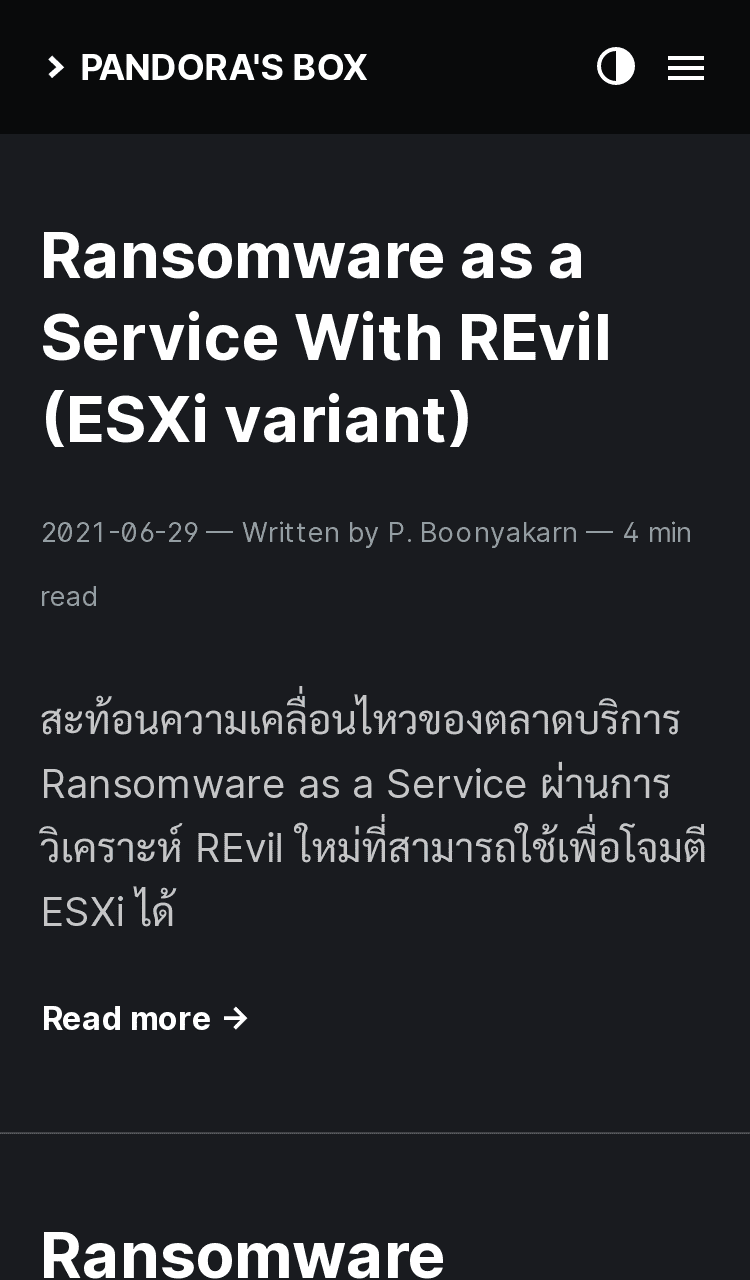 PANDORA'S BOX
Ransomware as a
Service With REvil
(ESXi variant)
2021-06-29 — Written by P. Boonyakarn — 4 min
read
สะท้อนความเคลื่อนไหวของตลาดบริการ
Ransomware as a Service ผ่านการ
วิเคราะห์ REvil ใหม่ที่สามารถใช้เพื่อโจมตี
ESXi ได้
Read more →
Ransomware